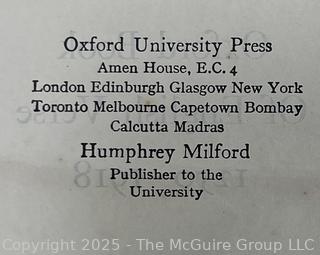 Oxford University Press
Amen House, E.C. 4
London Edinburgh Glasgow New York
Toronto Melbourne Capetown Bombay
Calcutta Madras
Humphrey Milford
Publisher to the
University
Copyright © 2025 - The McGuire Group LLC